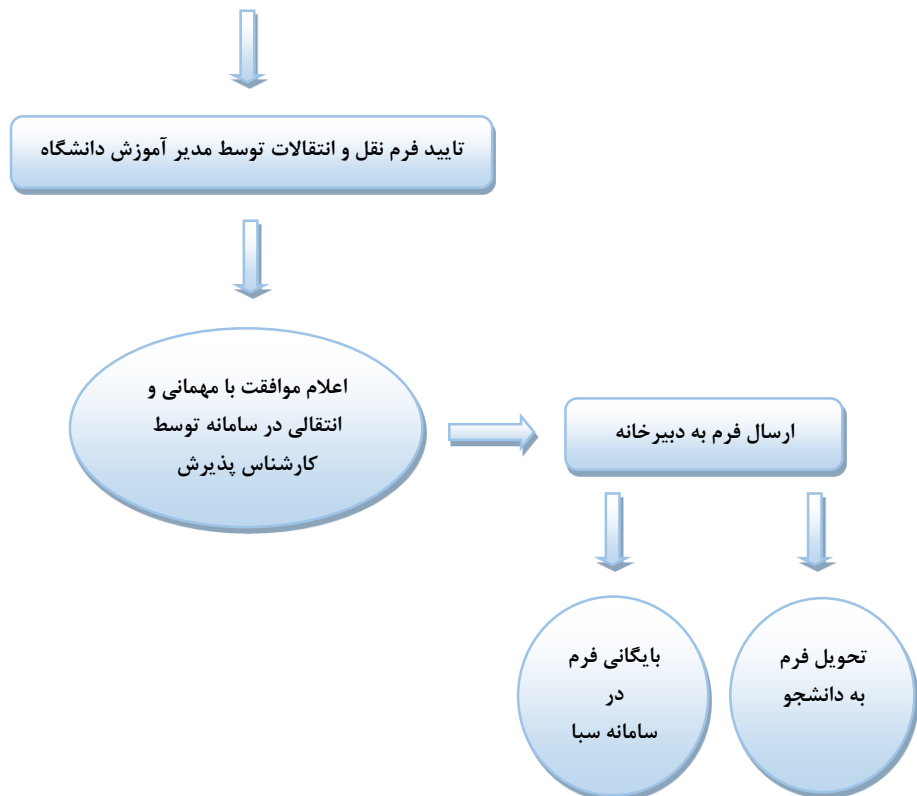 تایید فرم نقل و انتقالات توسط مدیر آموزش دانشگاه
اعلام موافقت با مهمانی و
انتقالی در سامانه توسط
کارشناس پذیرش
ارسال فرم به دبیرخانه
تحویل فرم
به دانشجو
بایگانی فرم
در
سامانه سبا